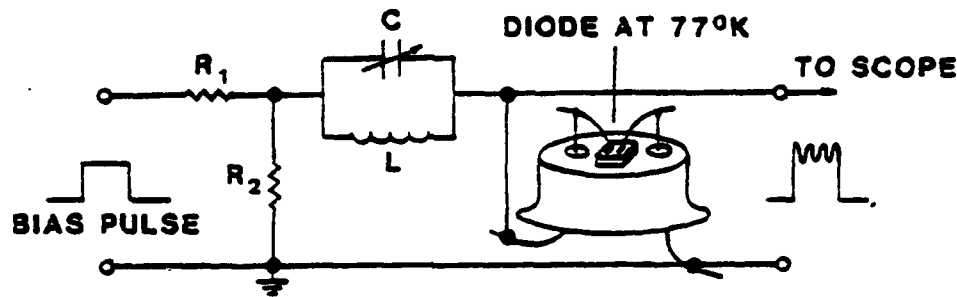 C
DIODE AT 77°K
R1
TO SCOPE
L
R2
BIAS PULSE